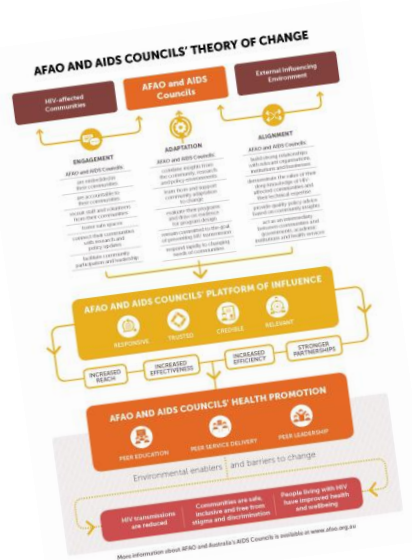 AFAO AND AIDS COUNCILS' THEORY OF CHANGE
HIV-affected
Communities
AFAO and AIDS
Councils
External Influencing
Environment
ENGAGEMENT
AFAO and AIDS Councils:
are embedded in
their communities
are accountable to
their communities
recruit staff and volunteers
from their communities
foster safe spaces
connect their communities
with research and
policy updates
facilitate community
participation and leadership
ADAPTATION
AFAO and AIDS Councils:
combine insights from
the community, research
and policy environments
learn from and support
community adaptation
to change
evaluate their programs
and draw on evidence
for program design
remain committed to the goal
of preventing HIV transmission
respond rapidly to changing
needs of communities
ALIGNMENT
AFAO and AIDS Councils:
build strong relationships
with relevant organisations,
institutions and businesses
demonstrate the value of their
deep knowledge of HIV-
affected communities and
their technical expertise
provide quality policy advice
based on community insights
act as an intermediary
between communities and
governments, academic
institutions and health services
AFAO AND AIDS COUNCILS' PLATFORM OF INFLUENCE
RESPONSIVE
TRUSTED
CREDIBLE
RELEVANT
INCREASED
REACH
INCREASED
EFFECTIVENESS
INCREASED
EFFICIENCY
STRONGER
PARTNERSHIPS
AFAO AND AIDS COUNCILS' HEALTH PROMOTION
PEER EDUCATION
PEER SERVICE DELIVERY
PEER LEADERSHIP
Environmental enablers and barriers to change
HIV transmissions
are reduced
Communities are safe,
inclusive and free from
stigma and discrimination
People living with HIV
have improved health
and wellbeing
More information about AFAO and Australia's AIDS Councils is available at www.afao.org.au